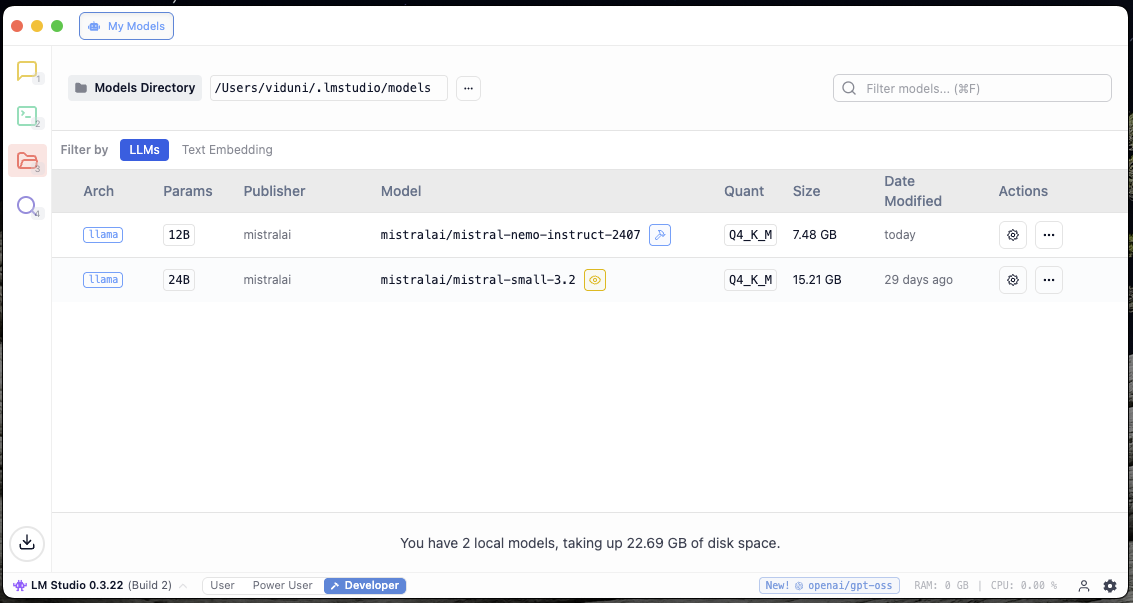 My Models
1
Models Directory /Users/viduni/.lmstudio/models ... Filter models... (⌘F)
2
Filter by LLMs Text Embedding
3
Arch Params Publisher Model Quant Size Date Modified Actions
4
llama 12B mistralai mistralai/mistral-nemo-instruct-2407 Q4_K_M 7.48 GB today ...
llama 24B mistralai mistralai/mistral-small-3.2 Q4_K_M 15.21 GB 29 days ago ...
You have 2 local models, taking up 22.69 GB of disk space.
LM Studio 0.3.22 (Build 2) User Power User Developer New! openai/gpt-oss RAM: 0 GB | CPU: 0.00 %